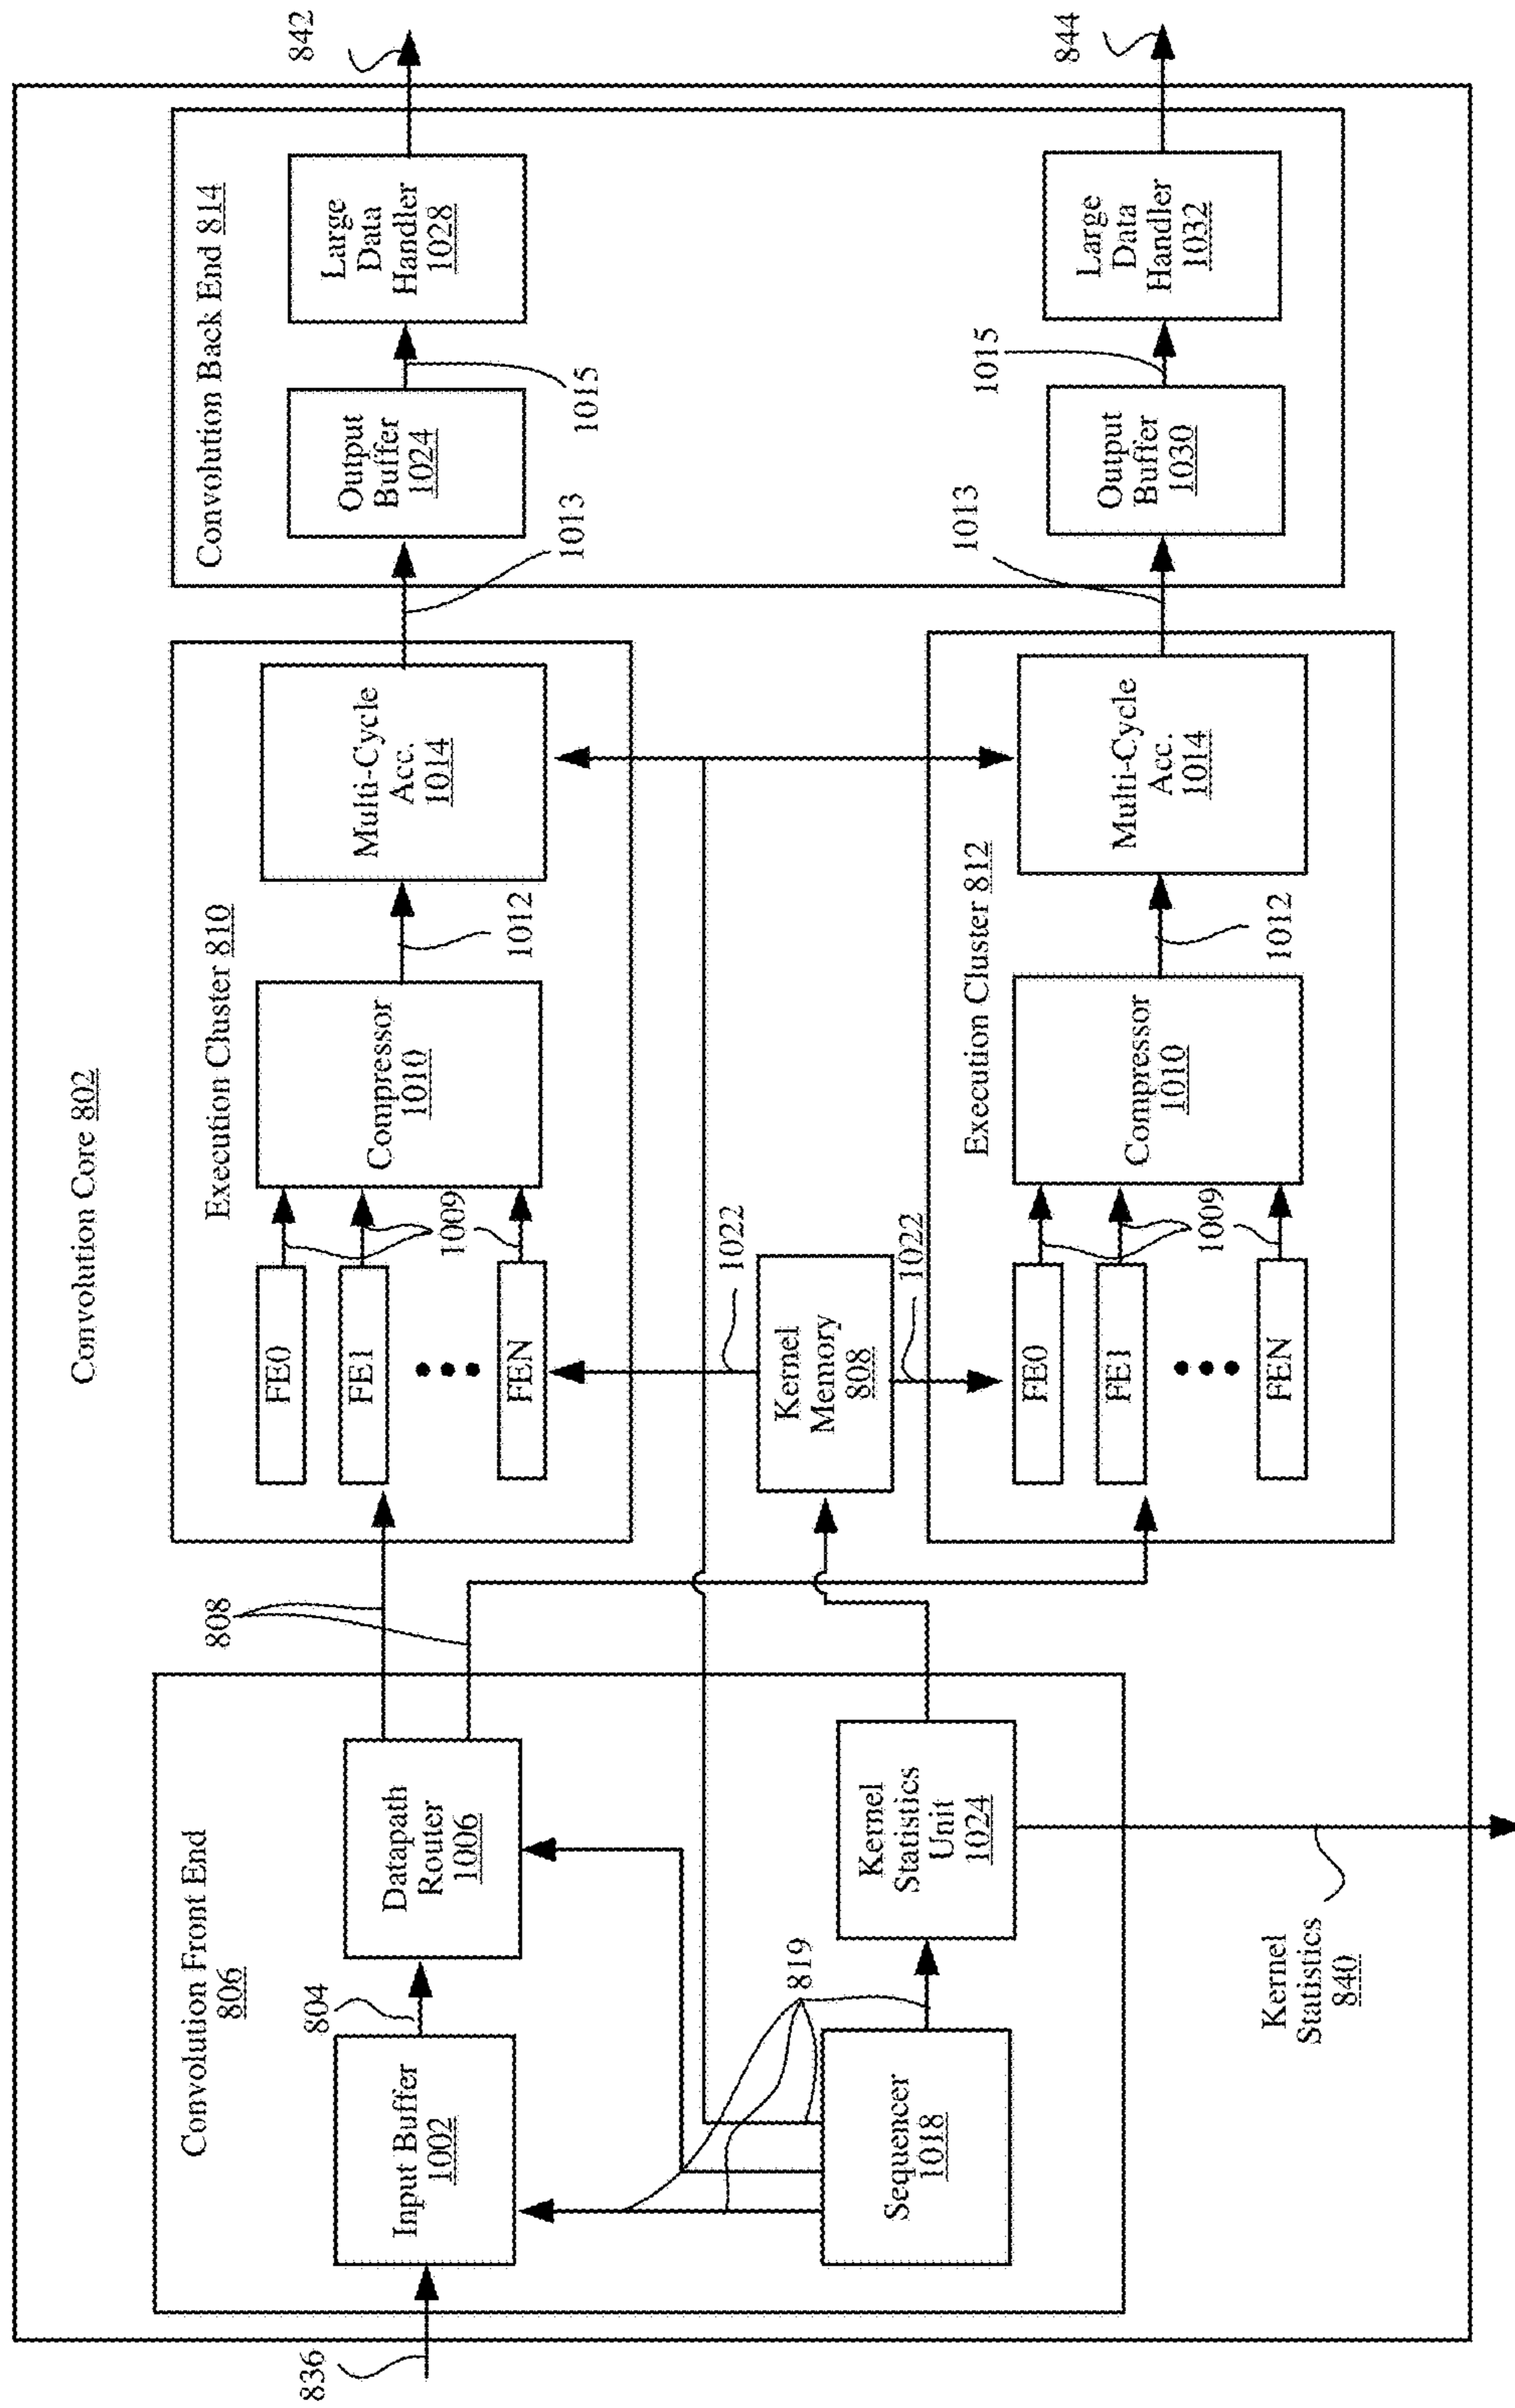 Convolution Core 802
Convolution Front End
806
836
Input Buffer
1002
804
Datapath
Router
1006
808
Sequencer
1018
819
Kernel
Statistics
Unit
1024
Kernel
Statistics
840
Execution Cluster 810
FE0
FE1
FEN
1009
Compressor
1010
1012
Multi-Cycle
Acc.
1014
1013
1022
Kernel
Memory
808
1022
Execution Cluster 812
FE0
FE1
FEN
1009
Compressor
1010
1012
Multi-Cycle
Acc.
1014
1013
Convolution Back End 814
Output
Buffer
1024
1015
Large
Data
Handler
1028
842
Output
Buffer
1030
1015
Large
Data
Handler
1032
844